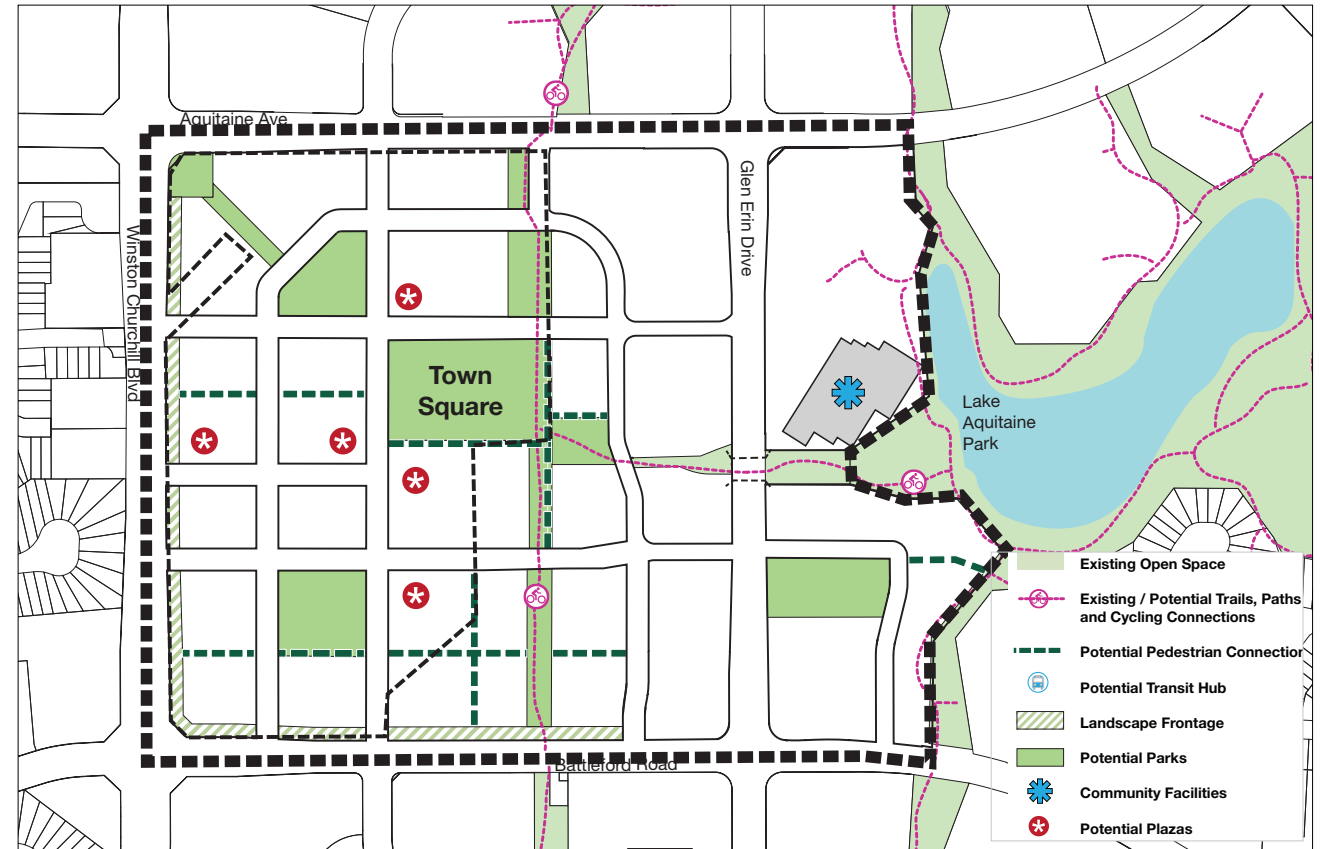 Aquitaine Ave
Glen Erin Drive
Winston Churchill Blvd
Town
Square
Lake
Aquitaine
Park
Existing Open Space
Existing / Potential Trails, Paths
and Cycling Connections
Potential Pedestrian Connection
Potential Transit Hub
Landscape Frontage
Potential Parks
Community Facilities
Potential Plazas
Battleford Road